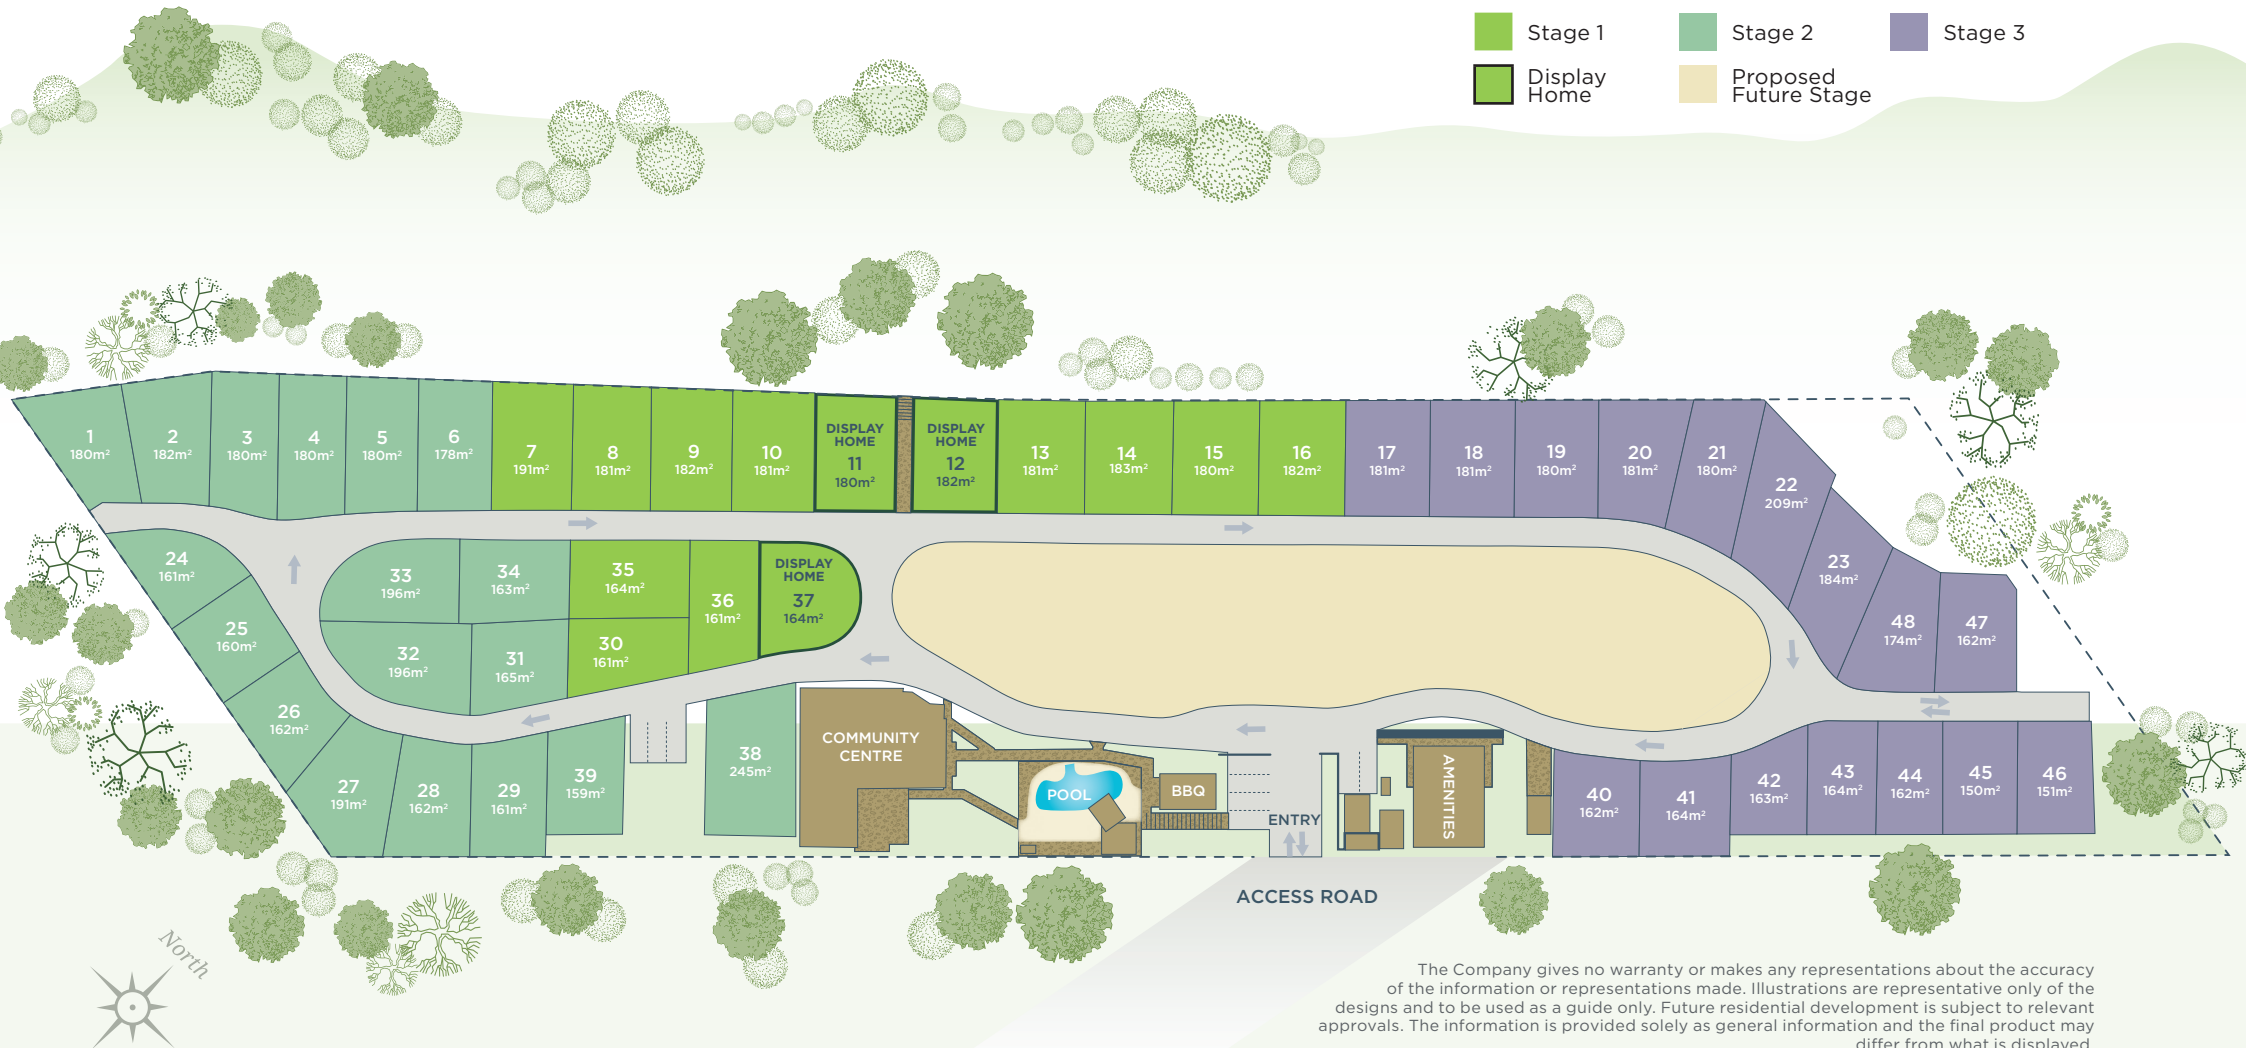 Stage 1
Stage 2
Stage 3
Display
Home
Proposed
Future Stage
1
180m²
2
182m²
3
180m²
4
180m²
5
180m²
6
178m²
7
191m²
8
181m²
9
182m²
10
181m²
DISPLAY
HOME
11
180m²
DISPLAY
HOME
12
182m²
13
181m²
14
183m²
15
180m²
16
182m²
17
181m²
18
181m²
19
180m²
20
181m²
21
180m²
22
209m²
23
184m²
48
174m²
47
162m²
24
161m²
25
160m²
26
162m²
27
191m²
28
162m²
29
161m²
39
159m²
33
196m²
34
163m²
35
164m²
36
161m²
DISPLAY
HOME
37
164m²
32
196m²
31
165m²
30
161m²
38
245m²
COMMUNITY
CENTRE
POOL
BBQ
ENTRY
AMENITIES
40
162m²
41
164m²
42
163m²
43
164m²
44
162m²
45
150m²
46
151m²
ACCESS ROAD
North
The Company gives no warranty or makes any representations about the accuracy
of the information or representations made. Illustrations are representative only of the
designs and to be used as a guide only. Future residential development is subject to relevant
approvals. The information is provided solely as general information and the final product may
differ from what is displayed.